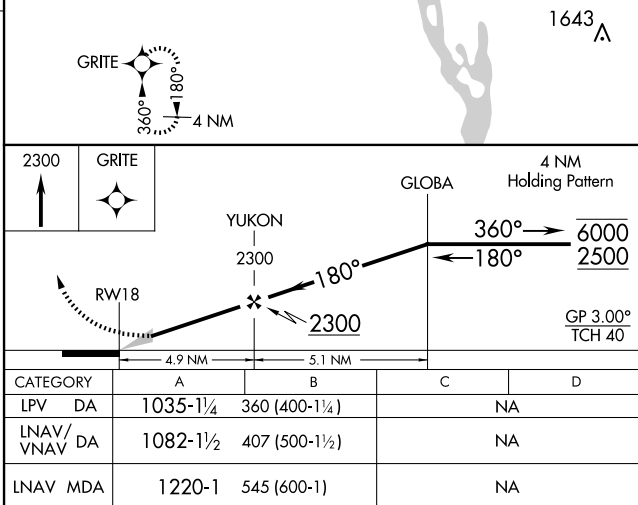 1643
GRITE
360°
180°
4 NM
2300
GRITE
YUKON
2300
GLOBA
4 NM
Holding Pattern
360°
6000
180°
2500
180°
RW18
2300
GP 3.00°
TCH 40
4.9 NM
5.1 NM
CATEGORY A B C D
LPV DA 1035-1¼ 360 (400-1¼) NA
LNAV/
VNAV DA 1082-1½ 407 (500-1½) NA
LNAV MDA 1220-1 545 (600-1) NA